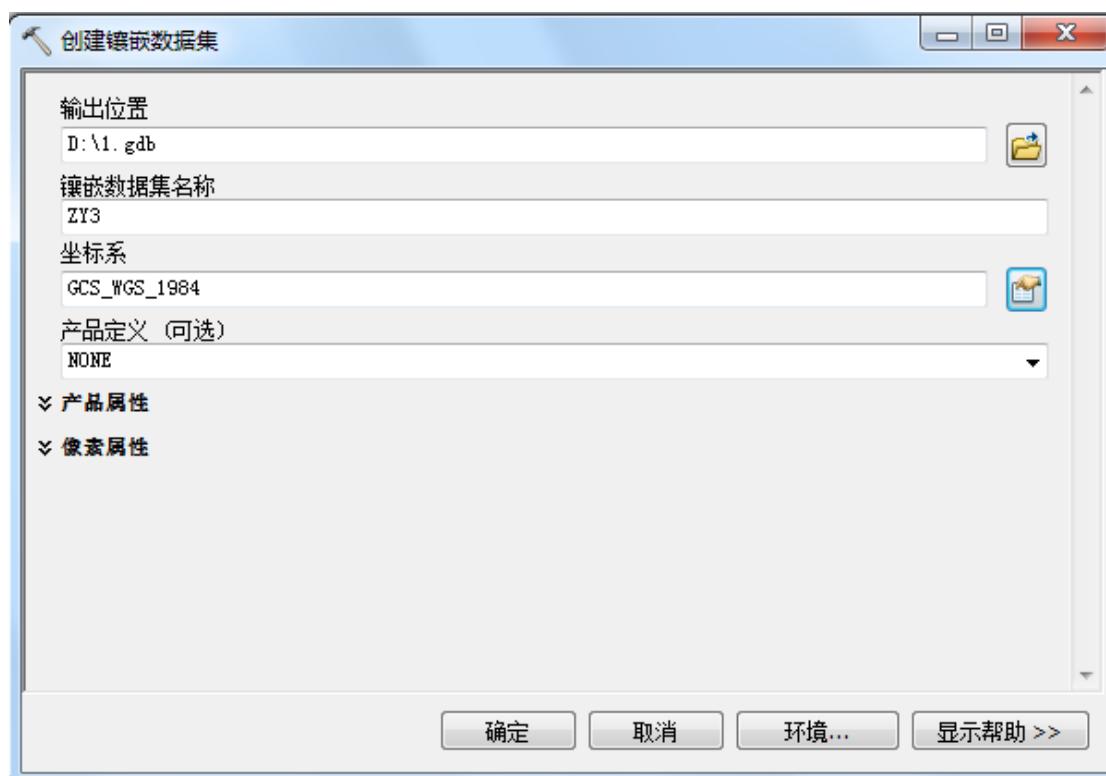 创建镶嵌数据集
输出位置
D:\1.gdb
镶嵌数据集名称
ZY3
坐标系
GCS_WGS_1984
产品定义 (可选)
NONE
产品属性
像素属性
确定 取消 环境... 显示帮助 >>